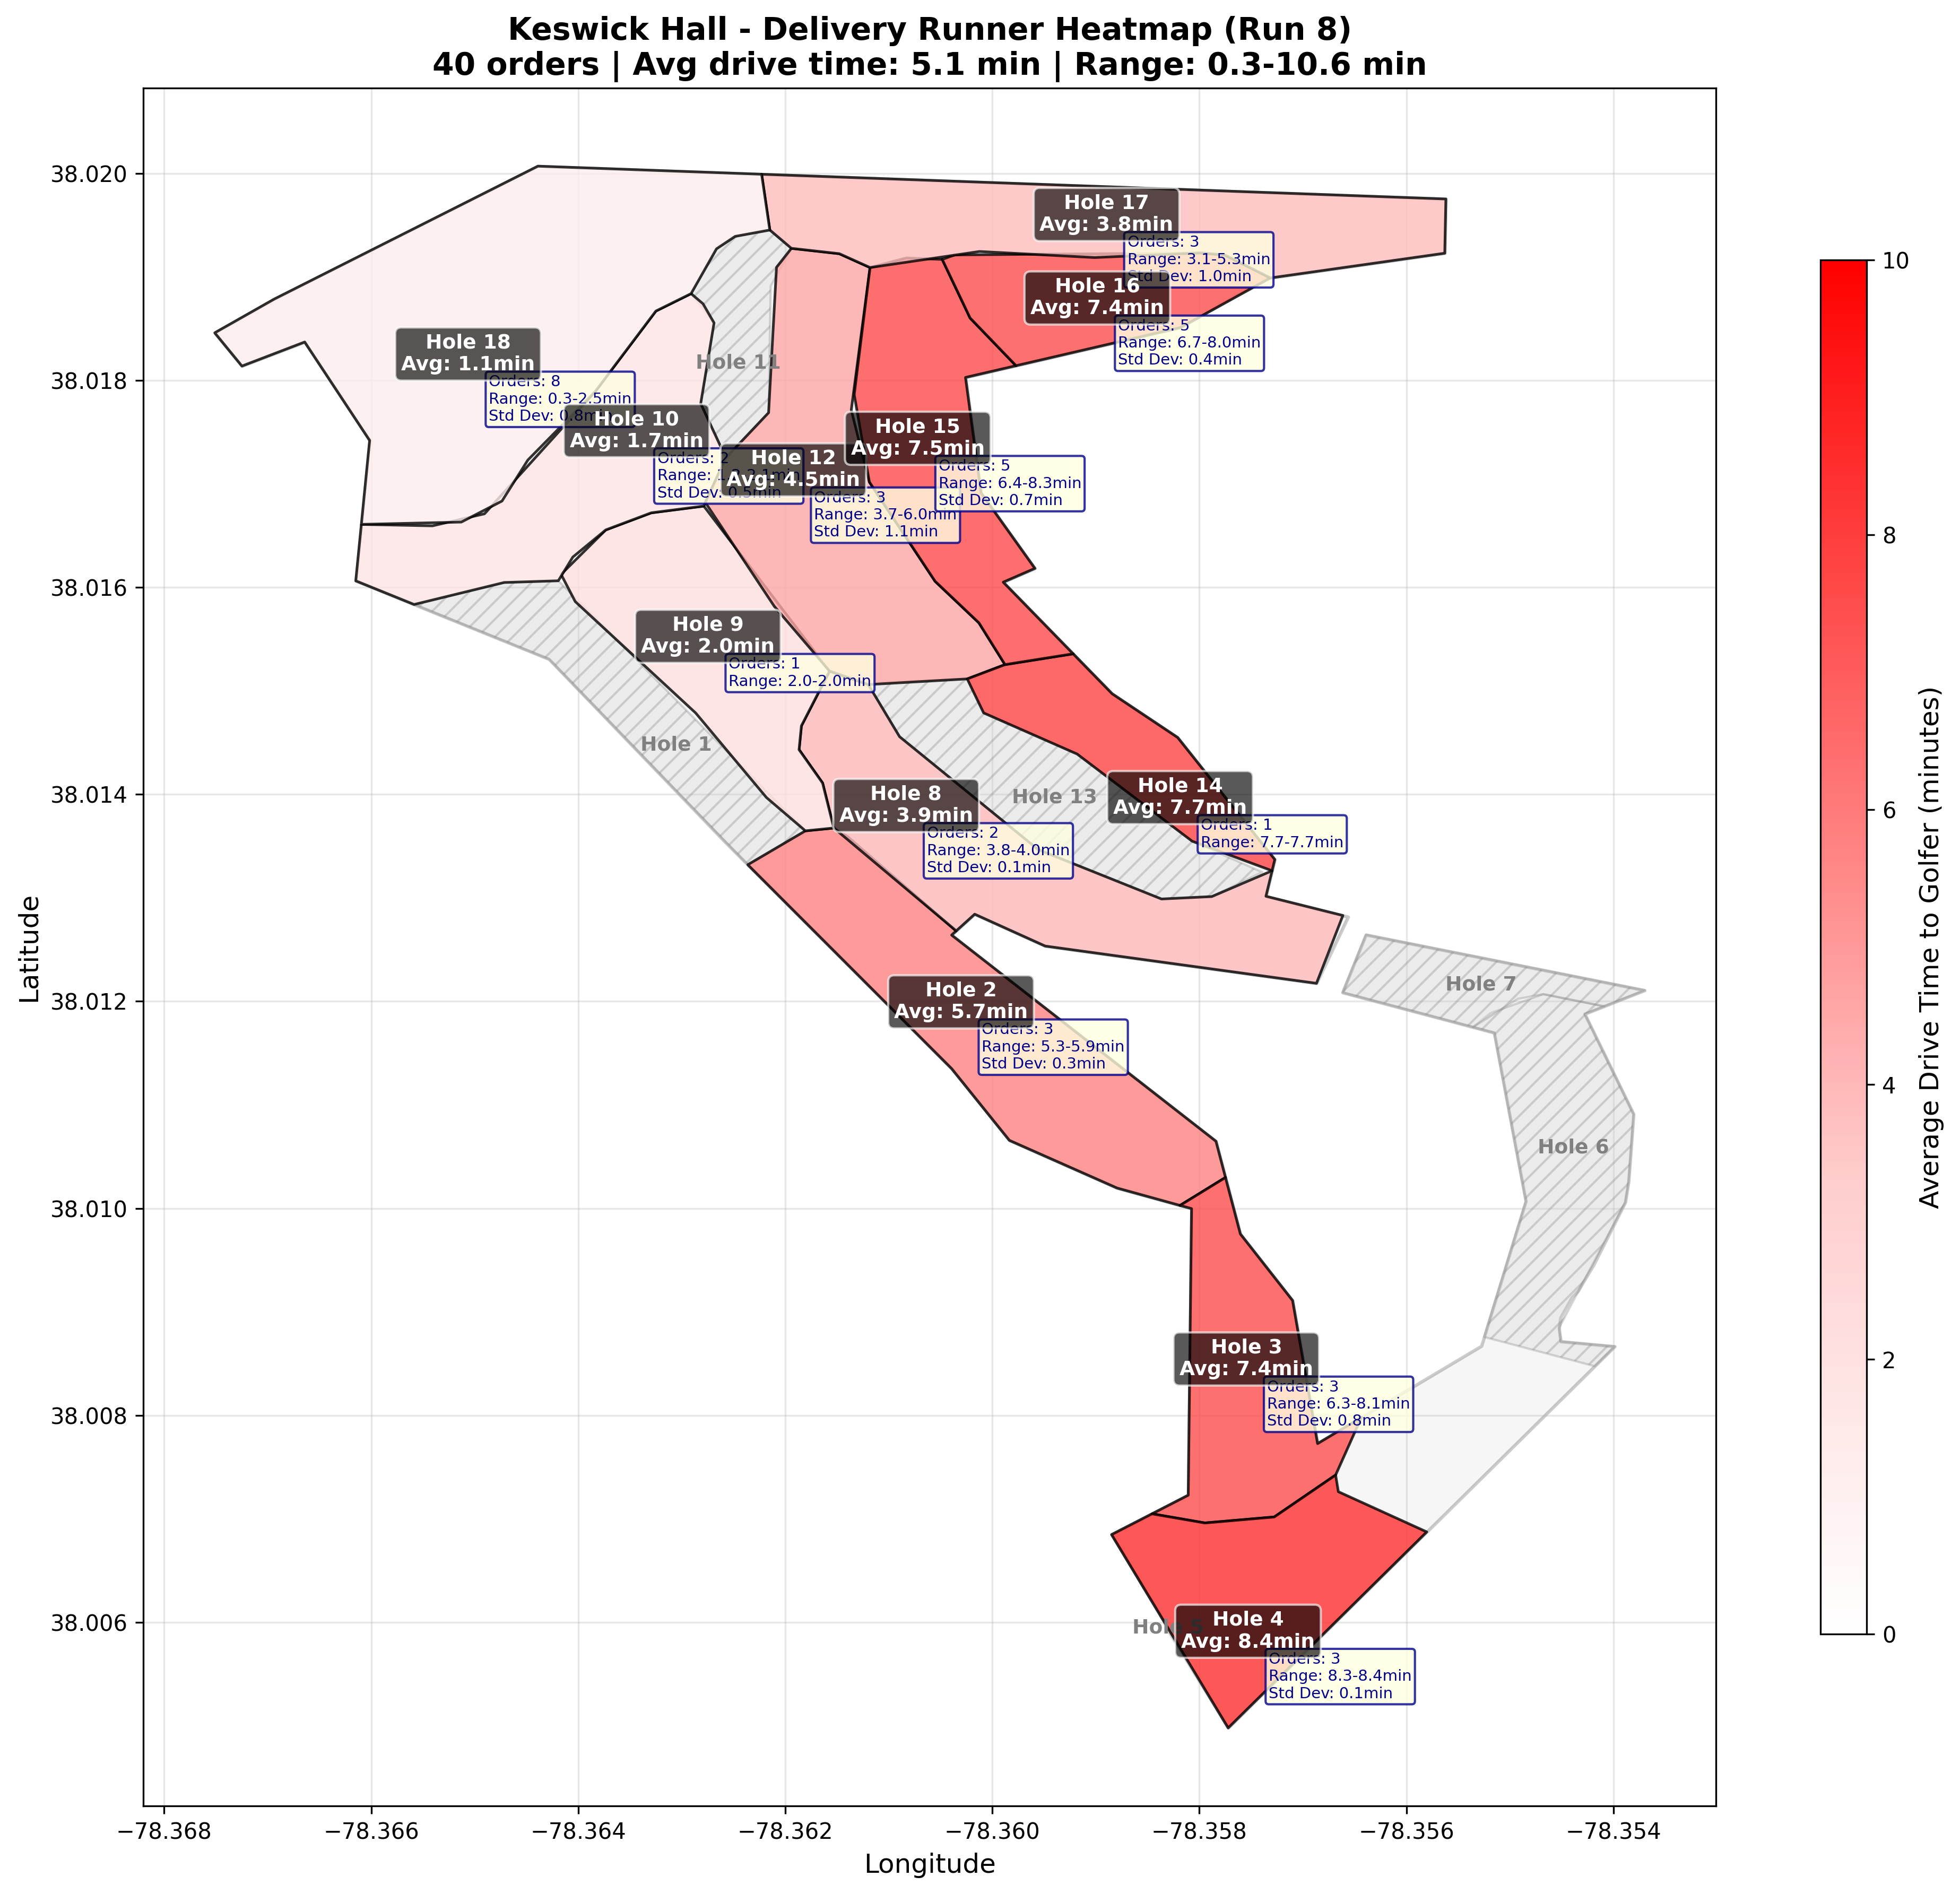 Keswick Hall - Delivery Runner Heatmap (Run 8)
40 orders | Avg drive time: 5.1 min | Range: 0.3-10.6 min
38.020
38.018
38.016
38.014
38.012
38.010
38.008
38.006
Latitude
Hole 17
Avg: 3.8min
Orders: 3
Range: 3.1-5.3min
Std Dev: 1.0min
Hole 16
Avg: 7.4min
Orders: 5
Range: 6.7-8.0min
Std Dev: 0.4min
Hole 18
Avg: 1.1min
Orders: 8
Range: 0.3-2.5min
Std Dev: 0.8min
Hole 11
Hole 10
Avg: 1.7min
Orders: 2
Range:
Std Dev: 0.5min
Hole 12
Avg: 4.5min
Orders: 3
Range: 3.7-6.0min
Std Dev: 1.1min
Hole 15
Avg: 7.5min
Orders: 5
Range: 6.4-8.3min
Std Dev: 0.7min
Hole 9
Avg: 2.0min
Orders: 1
Range: 2.0-2.0min
Hole 1
Hole 8
Avg: 3.9min
Orders: 2
Range: 3.8-4.0min
Std Dev: 0.1min
Hole 13
Hole 14
Avg: 7.7min
Orders: 1
Range: 7.7-7.7min
Hole 2
Avg: 5.7min
Orders: 3
Range: 5.3-5.9min
Std Dev: 0.3min
Hole 7
Hole 6
Hole 3
Avg: 7.4min
Orders: 3
Range: 6.3-8.1min
Std Dev: 0.8min
Hole 4
Avg: 8.4min
Orders: 3
Range: 8.3-8.4min
Std Dev: 0.1min
−78.368
−78.366
−78.364
−78.362
−78.360
−78.358
−78.356
−78.354
Longitude
10
8
6
4
2
0
Average Drive Time to Golfer (minutes)